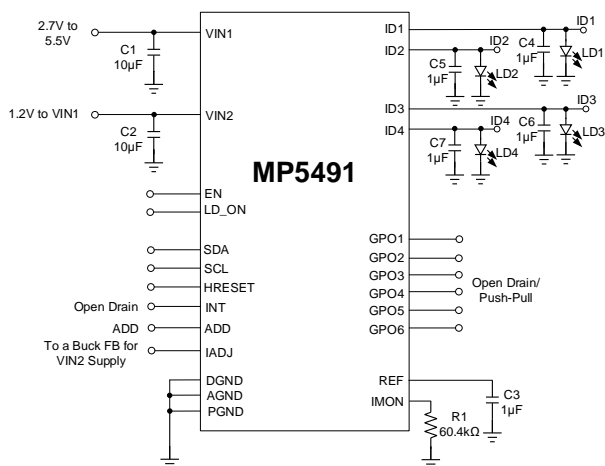 2.7V to
5.5V
C1
10µF
VIN1
1.2V to VIN1
C2
10µF
VIN2
MP5491
EN
LD_ON
SDA
SCL
HRESET
Open Drain
INT
ADD
ADD
To a Buck FB for
VIN2 Supply
IADJ
DGND
AGND
PGND
ID1
ID1
C4
1µF
LD1
ID2
ID2
C5
1µF
LD2
ID3
ID3
C6
1µF
LD3
ID4
ID4
C7
1µF
LD4
GPO1
GPO2
GPO3
GPO4
GPO5
GPO6
Open Drain/
Push-Pull
REF
C3
1µF
IMON
R1
60.4kΩ